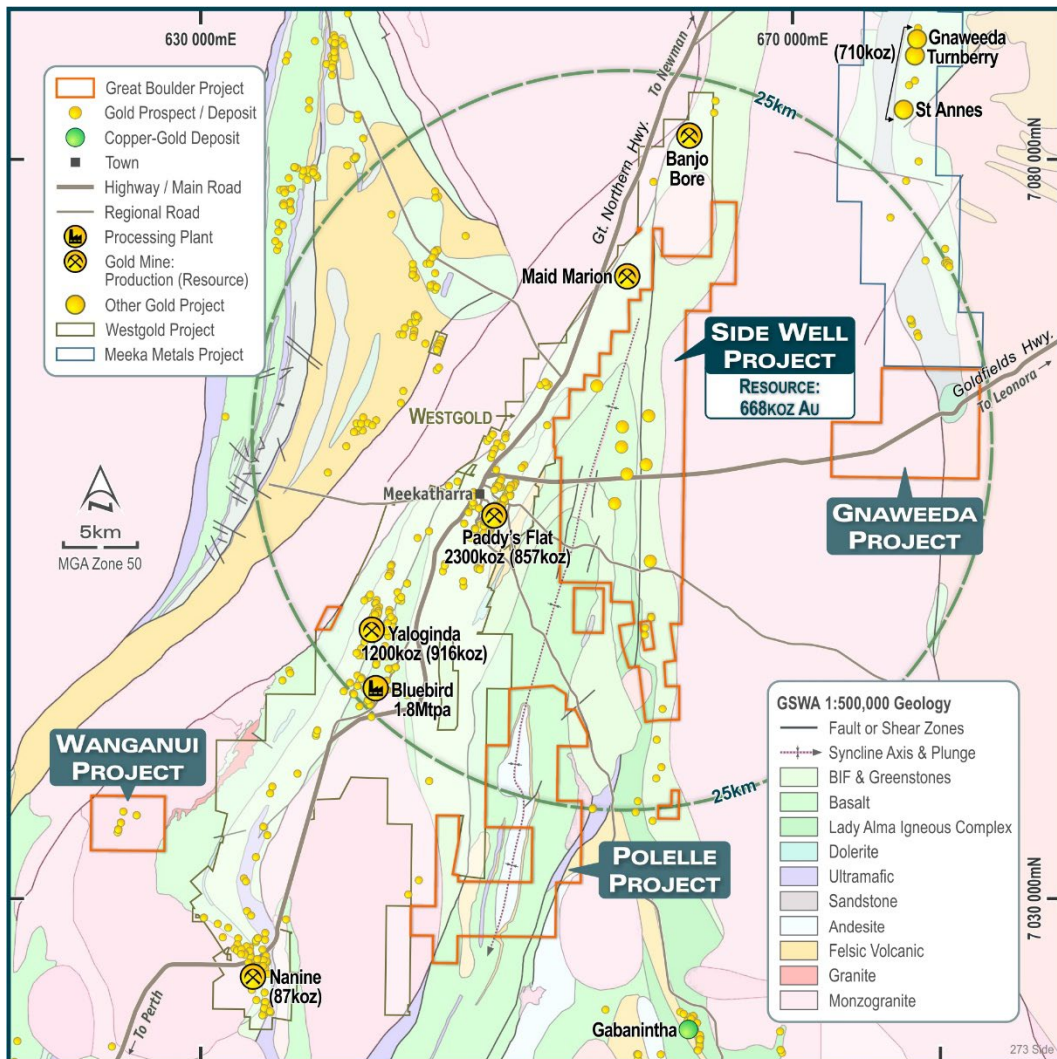 630 000mE
670 000mE
7 080 000mN
7 030 000mN
Great Boulder Project
Gold Prospect / Deposit
Copper-Gold Deposit
Town
Highway / Main Road
Regional Road
Processing Plant
Gold Mine:
Production (Resource)
Other Gold Project
Westgold Project
Meeka Metals Project
To Newman
Gt. Northern Hwy.
25km
Gnaweeda
(710koz)
Turnberry
St Annes
Banjo
Bore
Maid Marion
SIDE WELL
PROJECT
RESOURCE:
668KOZ AU
Goldfields Hwy.
To Leonora
WESTGOLD
Meekatharra
Paddy's Flat
2300koz (857koz)
GNAWEEDA
PROJECT
5km
MGA Zone 50
Yaloginda
1200koz (916koz)
Bluebird
1.8Mtpa
WANGANUI
PROJECT
25km
POLELLE
PROJECT
Nanine
(87koz)
To Perth
Gabanintha
GSWA 1:500,000 Geology
Fault or Shear Zones
Syncline Axis & Plunge
BIF & Greenstones
Basalt
Lady Alma Igneous Complex
Dolerite
Ultramafic
Sandstone
Andesite
Felsic Volcanic
Granite
Monzogranite
273 Side